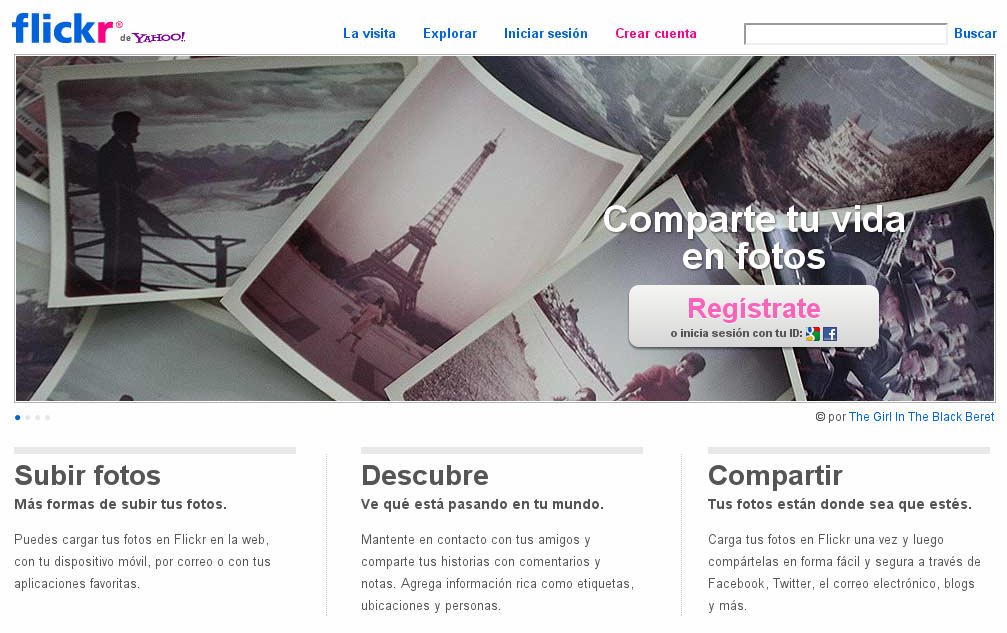 flickr® de YAHOO!
La visita Explorar Iniciar sesión Crear cuenta Buscar
Comparte tu vida
en fotos
Regístrate
o inicia sesión con tu ID:
© por The Girl In The Black Beret
Subir fotos
Más formas de subir tus fotos.
Puedes cargar tus fotos en Flickr en la web,
con tu dispositivo móvil, por correo o con tus
aplicaciones favoritas.
Descubre
Ve qué está pasando en tu mundo.
Mantente en contacto con tus amigos y
comparte tus historias con comentarios y
notas. Agrega información rica como etiquetas,
ubicaciones y personas.
Compartir
Tus fotos están donde sea que estés.
Carga tus fotos en Flickr una vez y luego
compártelas en forma fácil y segura a través de
Facebook, Twitter, el correo electrónico, blogs
y más.